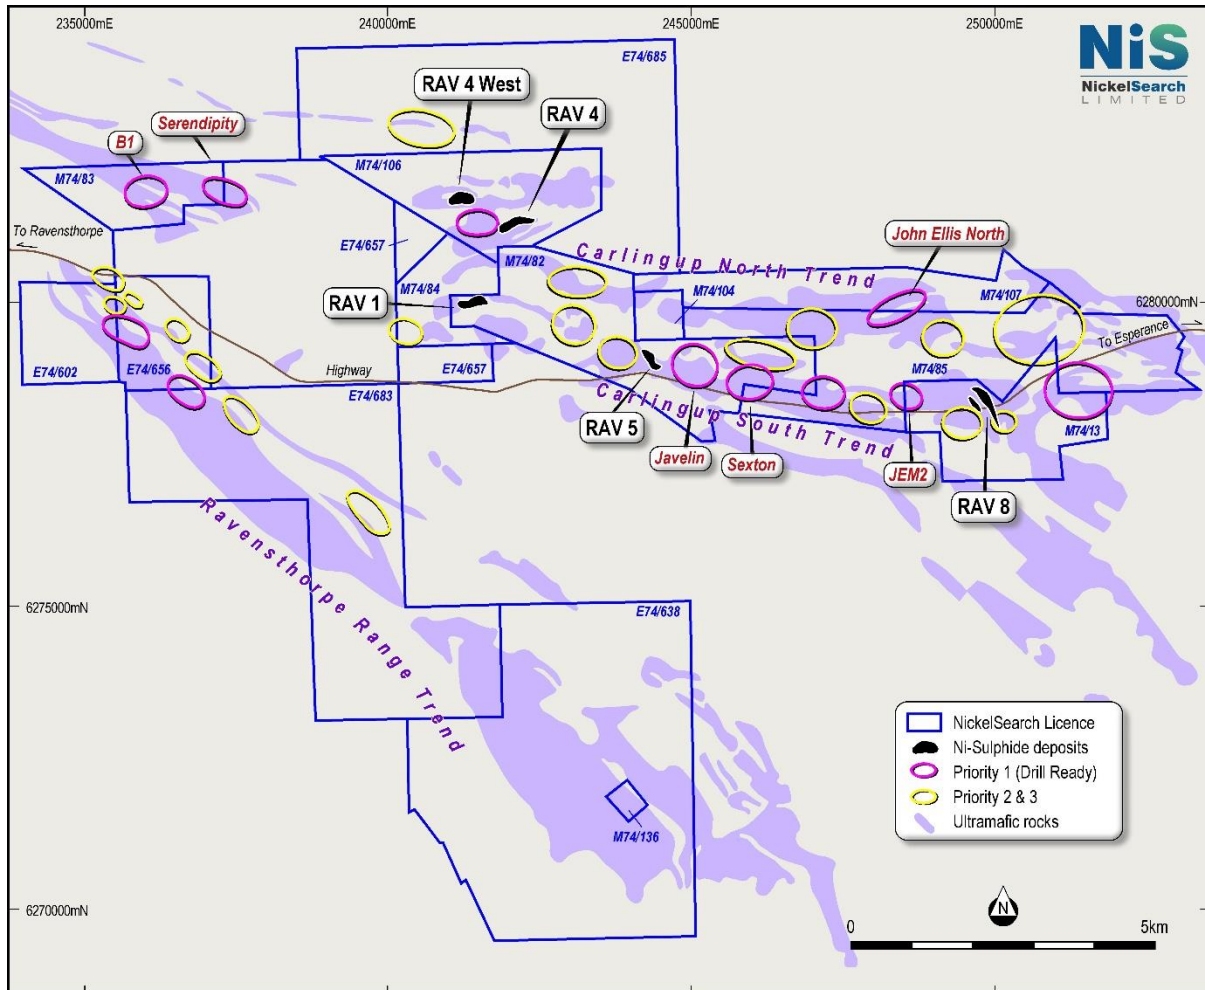 235000mE
240000mE
245000mE
250000mE
NiS
NickelSearch
LIMITED
E74/685
RAV 4 West
RAV 4
Serendipity
B1
M74/83
M74/106
To Ravensthorpe
E74/657
M74/82
Carlingup North Trend
John Ellis North
M74/84
M74/104
M74/107
RAV 1
6280000mN
To Esperance
E74/602
E74/656
Highway
E74/657
E74/683
M74/85
Carlingup South Trend
RAV 5
Javelin
Sexton
JEM2
RAV 8
M74/13
Ravensthorpe Range Trend
6275000mN
E74/638
M74/136
NickelSearch Licence
Ni-Sulphide deposits
Priority 1 (Drill Ready)
Priority 2 & 3
Ultramafic rocks
6270000mN
N
0
5km